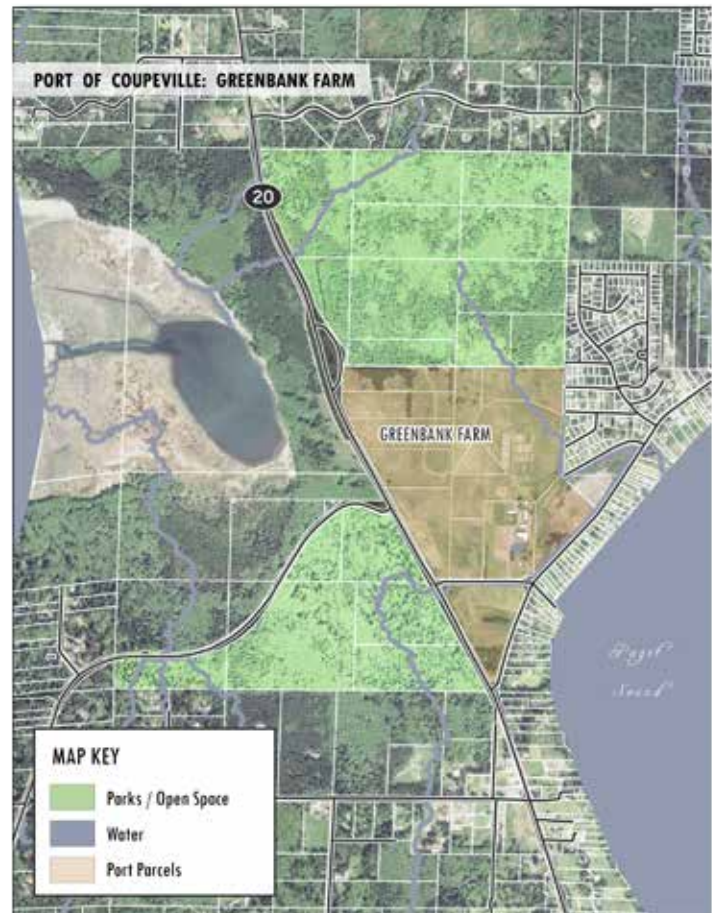 PORT OF COUPEVILLE: GREENBANK FARM
20
GREENBANK FARM
Puget
Sound
MAP KEY
Parks / Open Space
Water
Port Parcels